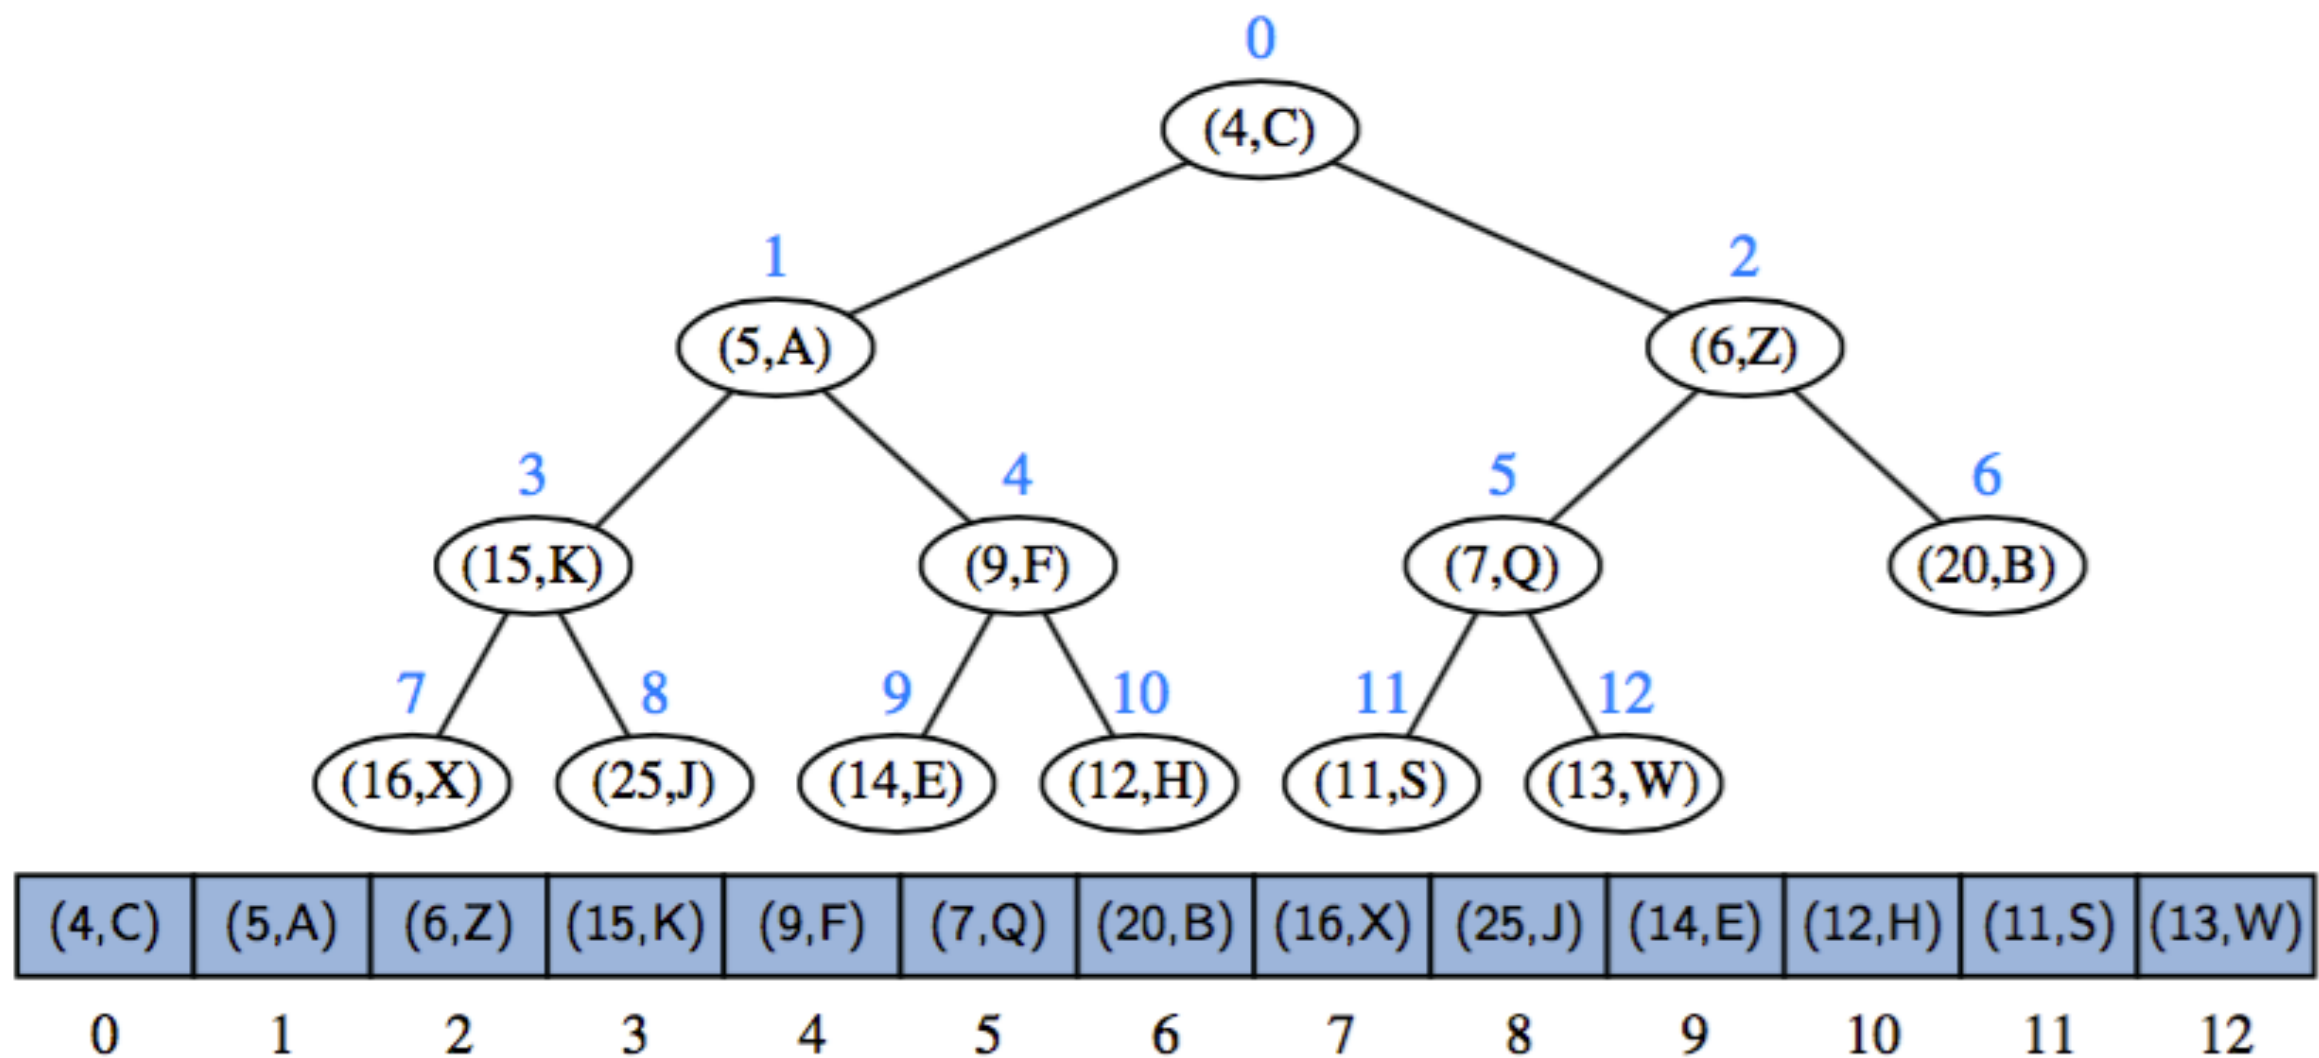 0
(4,C)
1 2
(5,A) (6,Z)
3 4 5 6
(15,K) (9,F) (7,Q) (20,B)
7 8 9 10 11 12
(16,X) (25,J) (14,E) (12,H) (11,S) (13,W)
(4,C) (5,A) (6,Z) (15,K) (9,F) (7,Q) (20,B) (16,X) (25,J) (14,E) (12,H) (11,S) (13,W)
0 1 2 3 4 5 6 7 8 9 10 11 12